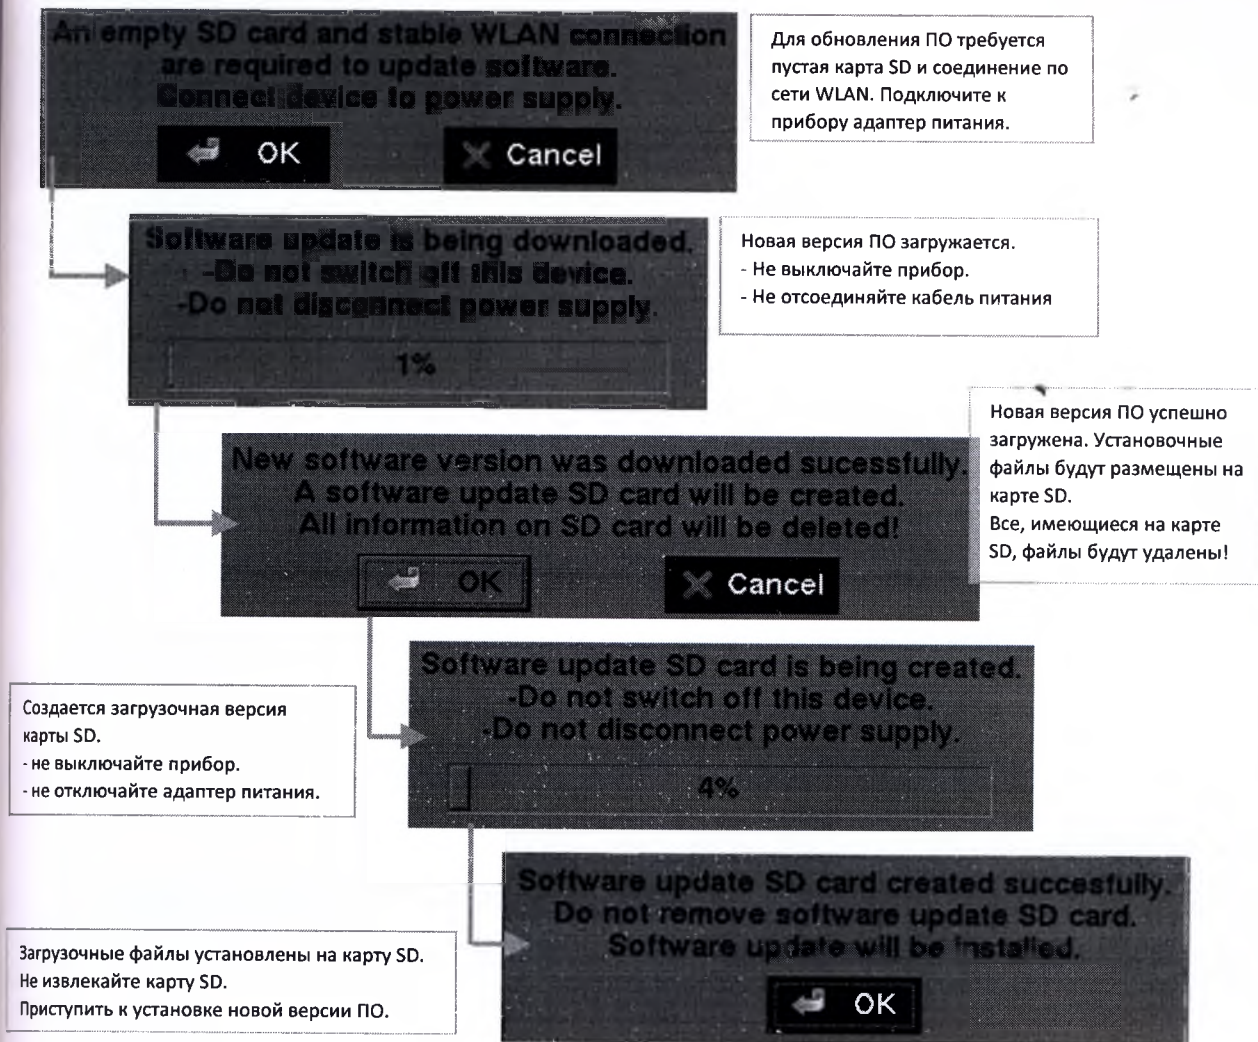 An empty SD card and stable WLAN connection
are required to update software.
Connect device to power supply.
OK
Cancel
Для обновления ПО требуется
пустая карта SD и соединение по
сети WLAN. Подключите к
прибору адаптер питания.
Software update is being downloaded.
-Do not switch off this device.
-Do not disconnect power supply.
1%
Новая версия ПО загружается.
- Не выключайте прибор.
- Не отсоединяйте кабель питания
New software version was downloaded sucessfully.
A software update SD card will be created.
All information on SD card will be deleted!
OK
Cancel
Новая версия ПО успешно
загружена. Установочные
файлы будут размещены на
карте SD.
Все, имеющиеся на карте
SD, файлы будут удалены!
Software update SD card is being created.
-Do not switch off this device.
-Do not disconnect power supply.
4%
Создается загрузочная версия
карты SD.
- не выключайте прибор.
- не отключайте адаптер питания.
Software update SD card created succesfully.
Do not remove software update SD card.
Software update will be installed.
OK
Загрузочные файлы установлены на карту SD.
Не извлекайте карту SD.
Приступить к установке новой версии ПО.